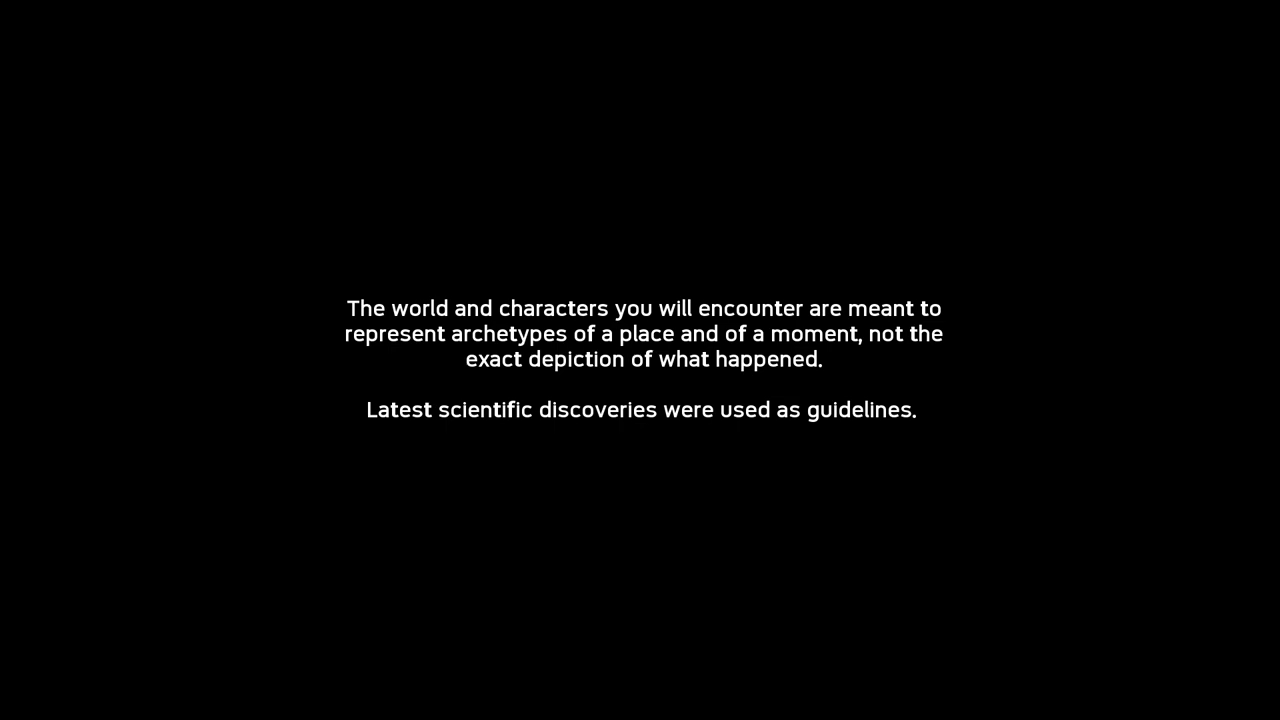 The world and characters you will encounter are meant to
represent archetypes of a place and of a moment, not the
exact depiction of what happened.
Latest scientific discoveries were used as guidelines.